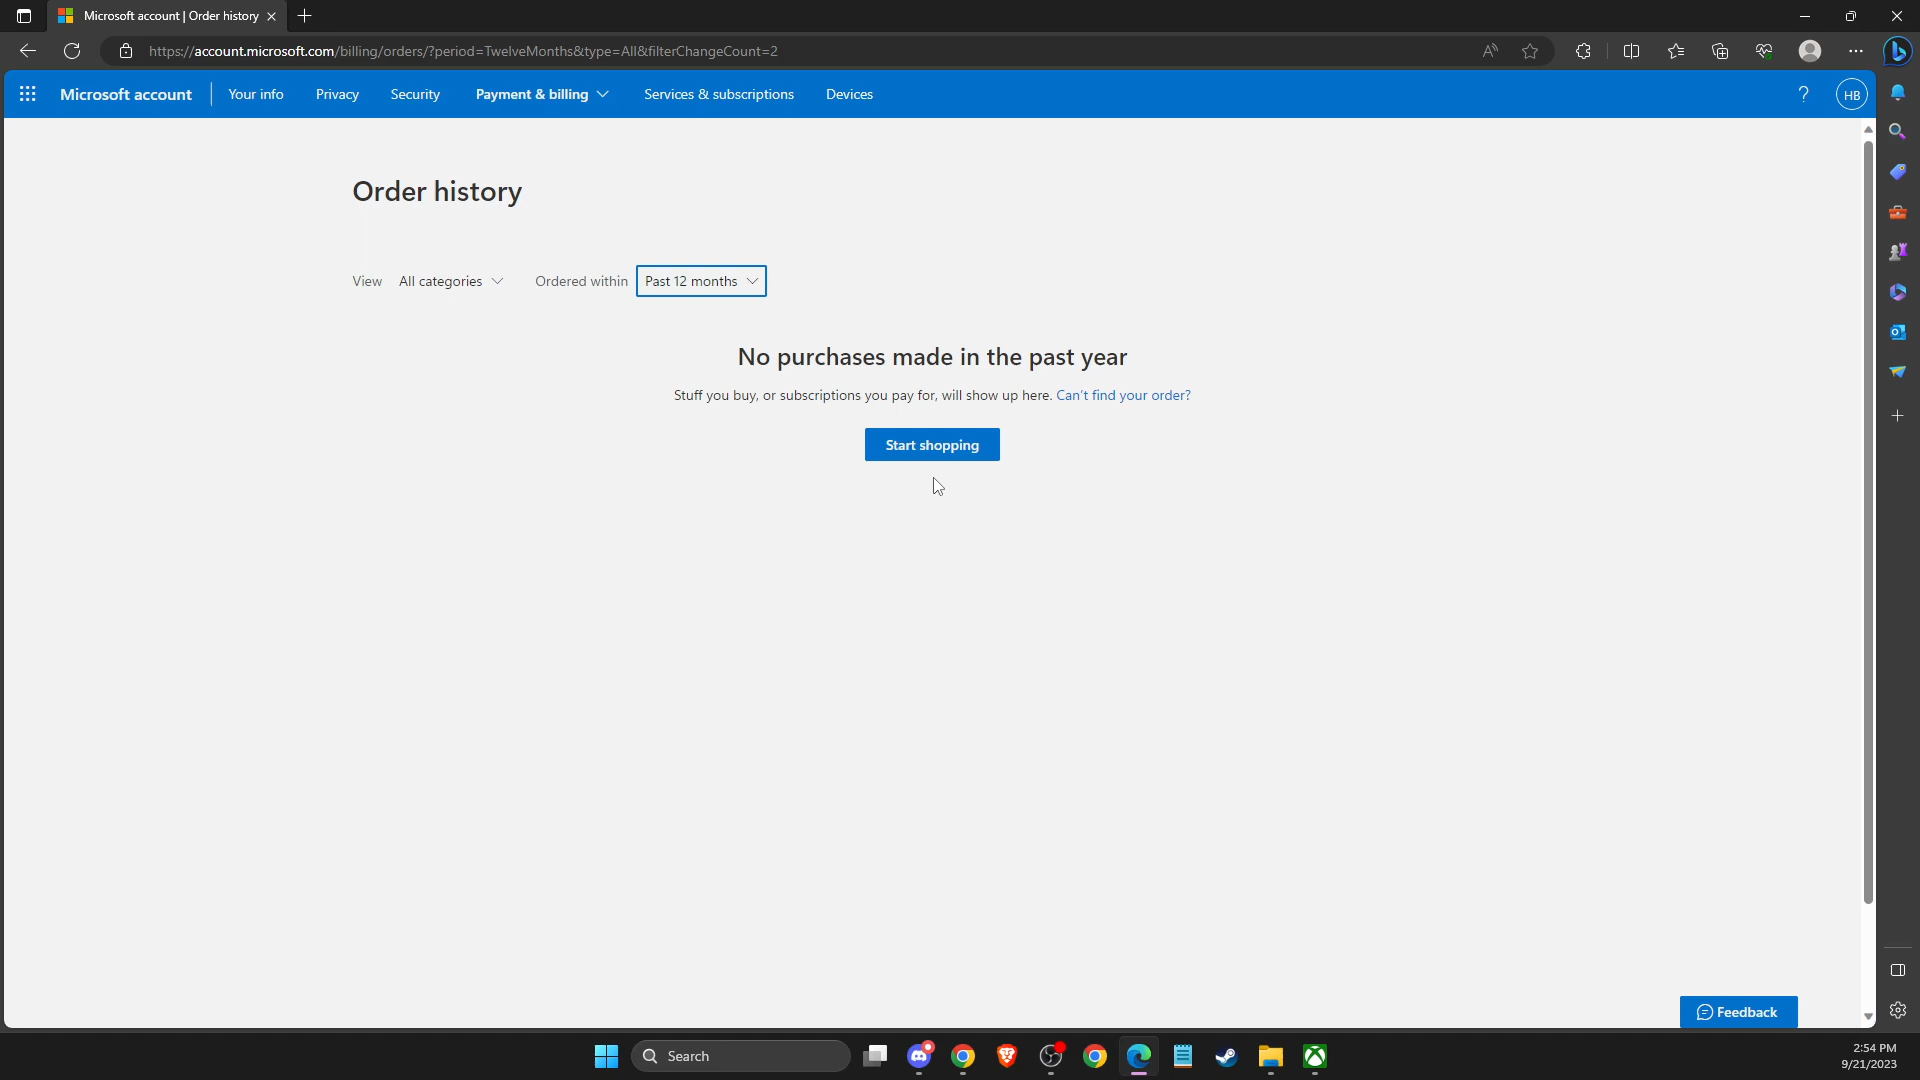 Microsoft account | Order history
https://account.microsoft.com/billing/orders/?period=TwelveMonths&type=All&filterChangeCount=2
Microsoft account
Your info
Privacy
Security
Payment & billing
Services & subscriptions
Devices
?
HB
Order history
View All categories Ordered within Past 12 months
No purchases made in the past year
Stuff you buy, or subscriptions you pay for, will show up here. Can't find your order?
Start shopping
Feedback
Search
2:54 PM
9/21/2023